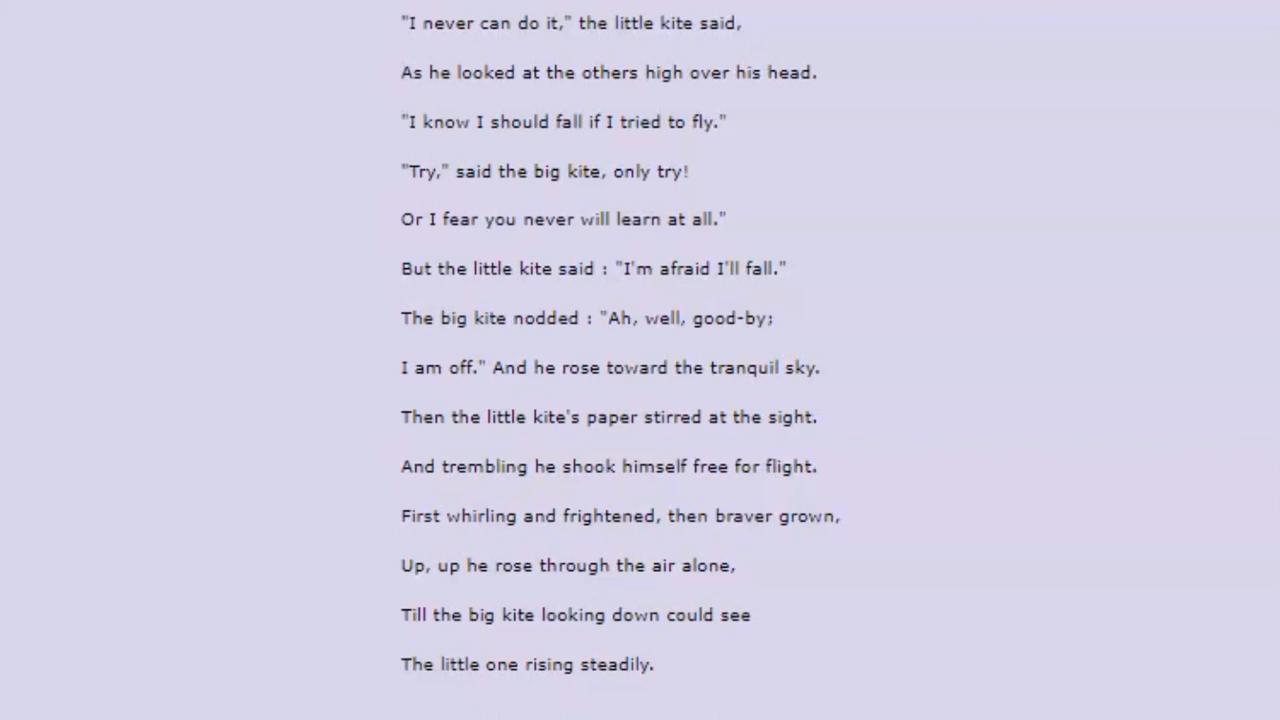 "I never can do it," the little kite said,
As he looked at the others high over his head.
"I know I should fall if I tried to fly."
"Try," said the big kite, only try!
Or I fear you never will learn at all."
But the little kite said : "I'm afraid I'll fall."
The big kite nodded : "Ah, well, good-by;
I am off." And he rose toward the tranquil sky.
Then the little kite's paper stirred at the sight.
And trembling he shook himself free for flight.
First whirling and frightened, then braver grown,
Up, up he rose through the air alone,
Till the big kite looking down could see
The little one rising steadily.